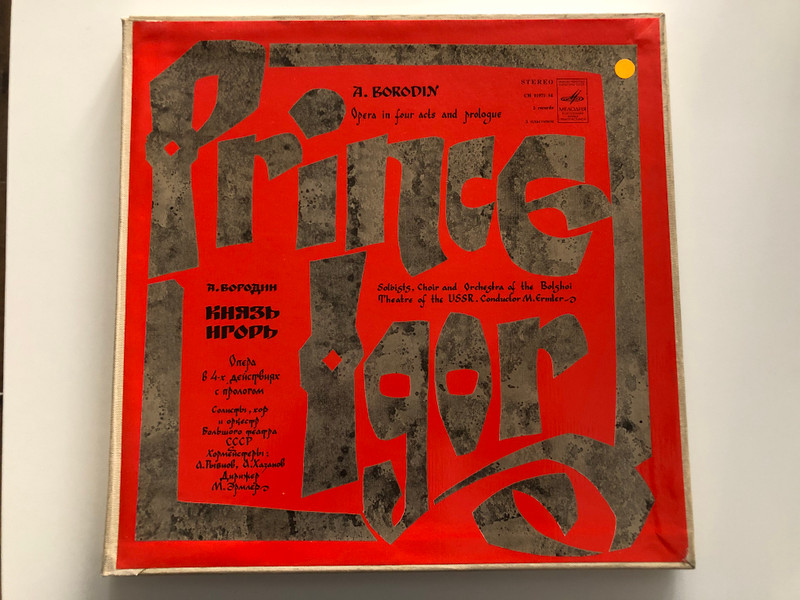 A. BORODIN
Opera in four acts and prologue
STEREO
МЕЛОДИЯ
Prince
Igor
Soloists, Choir and Orchestra of the Bolshoi
Theatre of the USSR. Conductor M. Ermler
А. БОРОДИН
КНЯЗЬ
ИГОРЬ
Опера
в 4-х действиях
с прологом
Солисты, хор
и оркестр
Большого театра
СССР
Хормейстеры:
А. Рыбнов, А. Хазанов
Дирижер
М. Эрмлер